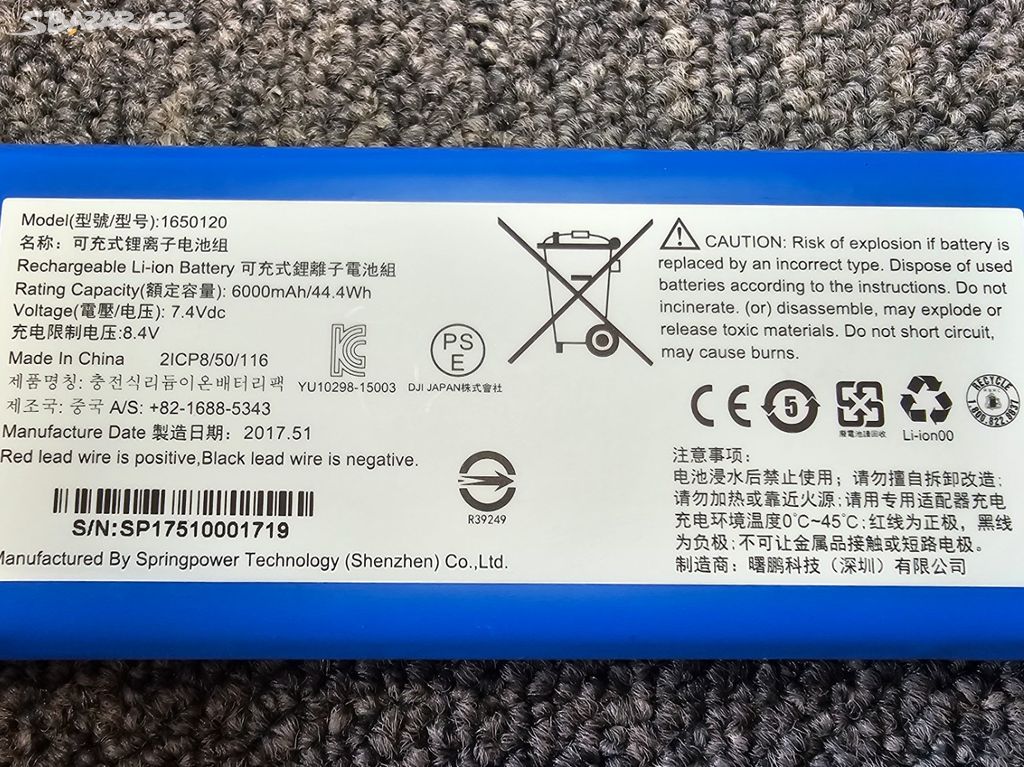 SBAZAR.cz
Model(型號/型号):1650120
名称：可充式锂离子电池组
Rechargeable Li-ion Battery 可充式鋰離子電池組
Rating Capacity(額定容量): 6000mAh/44.4Wh
Voltage(電壓/电压): 7.4Vdc
充电限制电压:8.4V
Made In China 2ICP8/50/116
제품명칭: 충전식리튬이온배터리팩
제조국: 중국 A/S: +82-1688-5343
Manufacture Date 製造日期：2017.51
Red lead wire is positive,Black lead wire is negative.
S/N:SP17510001719
Manufactured By Springpower Technology (Shenzhen) Co.,Ltd.
KC
YU10298-15003
PS
E
DJI JAPAN株式會社
R39249
CAUTION: Risk of explosion if battery is
replaced by an incorrect type. Dispose of used
batteries according to the instructions. Do not
incinerate. (or) disassemble, may explode or
release toxic materials. Do not short circuit,
may cause burns.
CE
5
廢電池請回收
Li-ion00
RECYCLE
1.800.822.8837
注意事项：
电池浸水后禁止使用；请勿擅自拆卸改造;
请勿加热或靠近火源;请用专用适配器充电
充电环境温度0℃~45℃;红线为正极，黑线
为负极;不可让金属品接触或短路电极。
制造商：曙鹏科技（深圳）有限公司